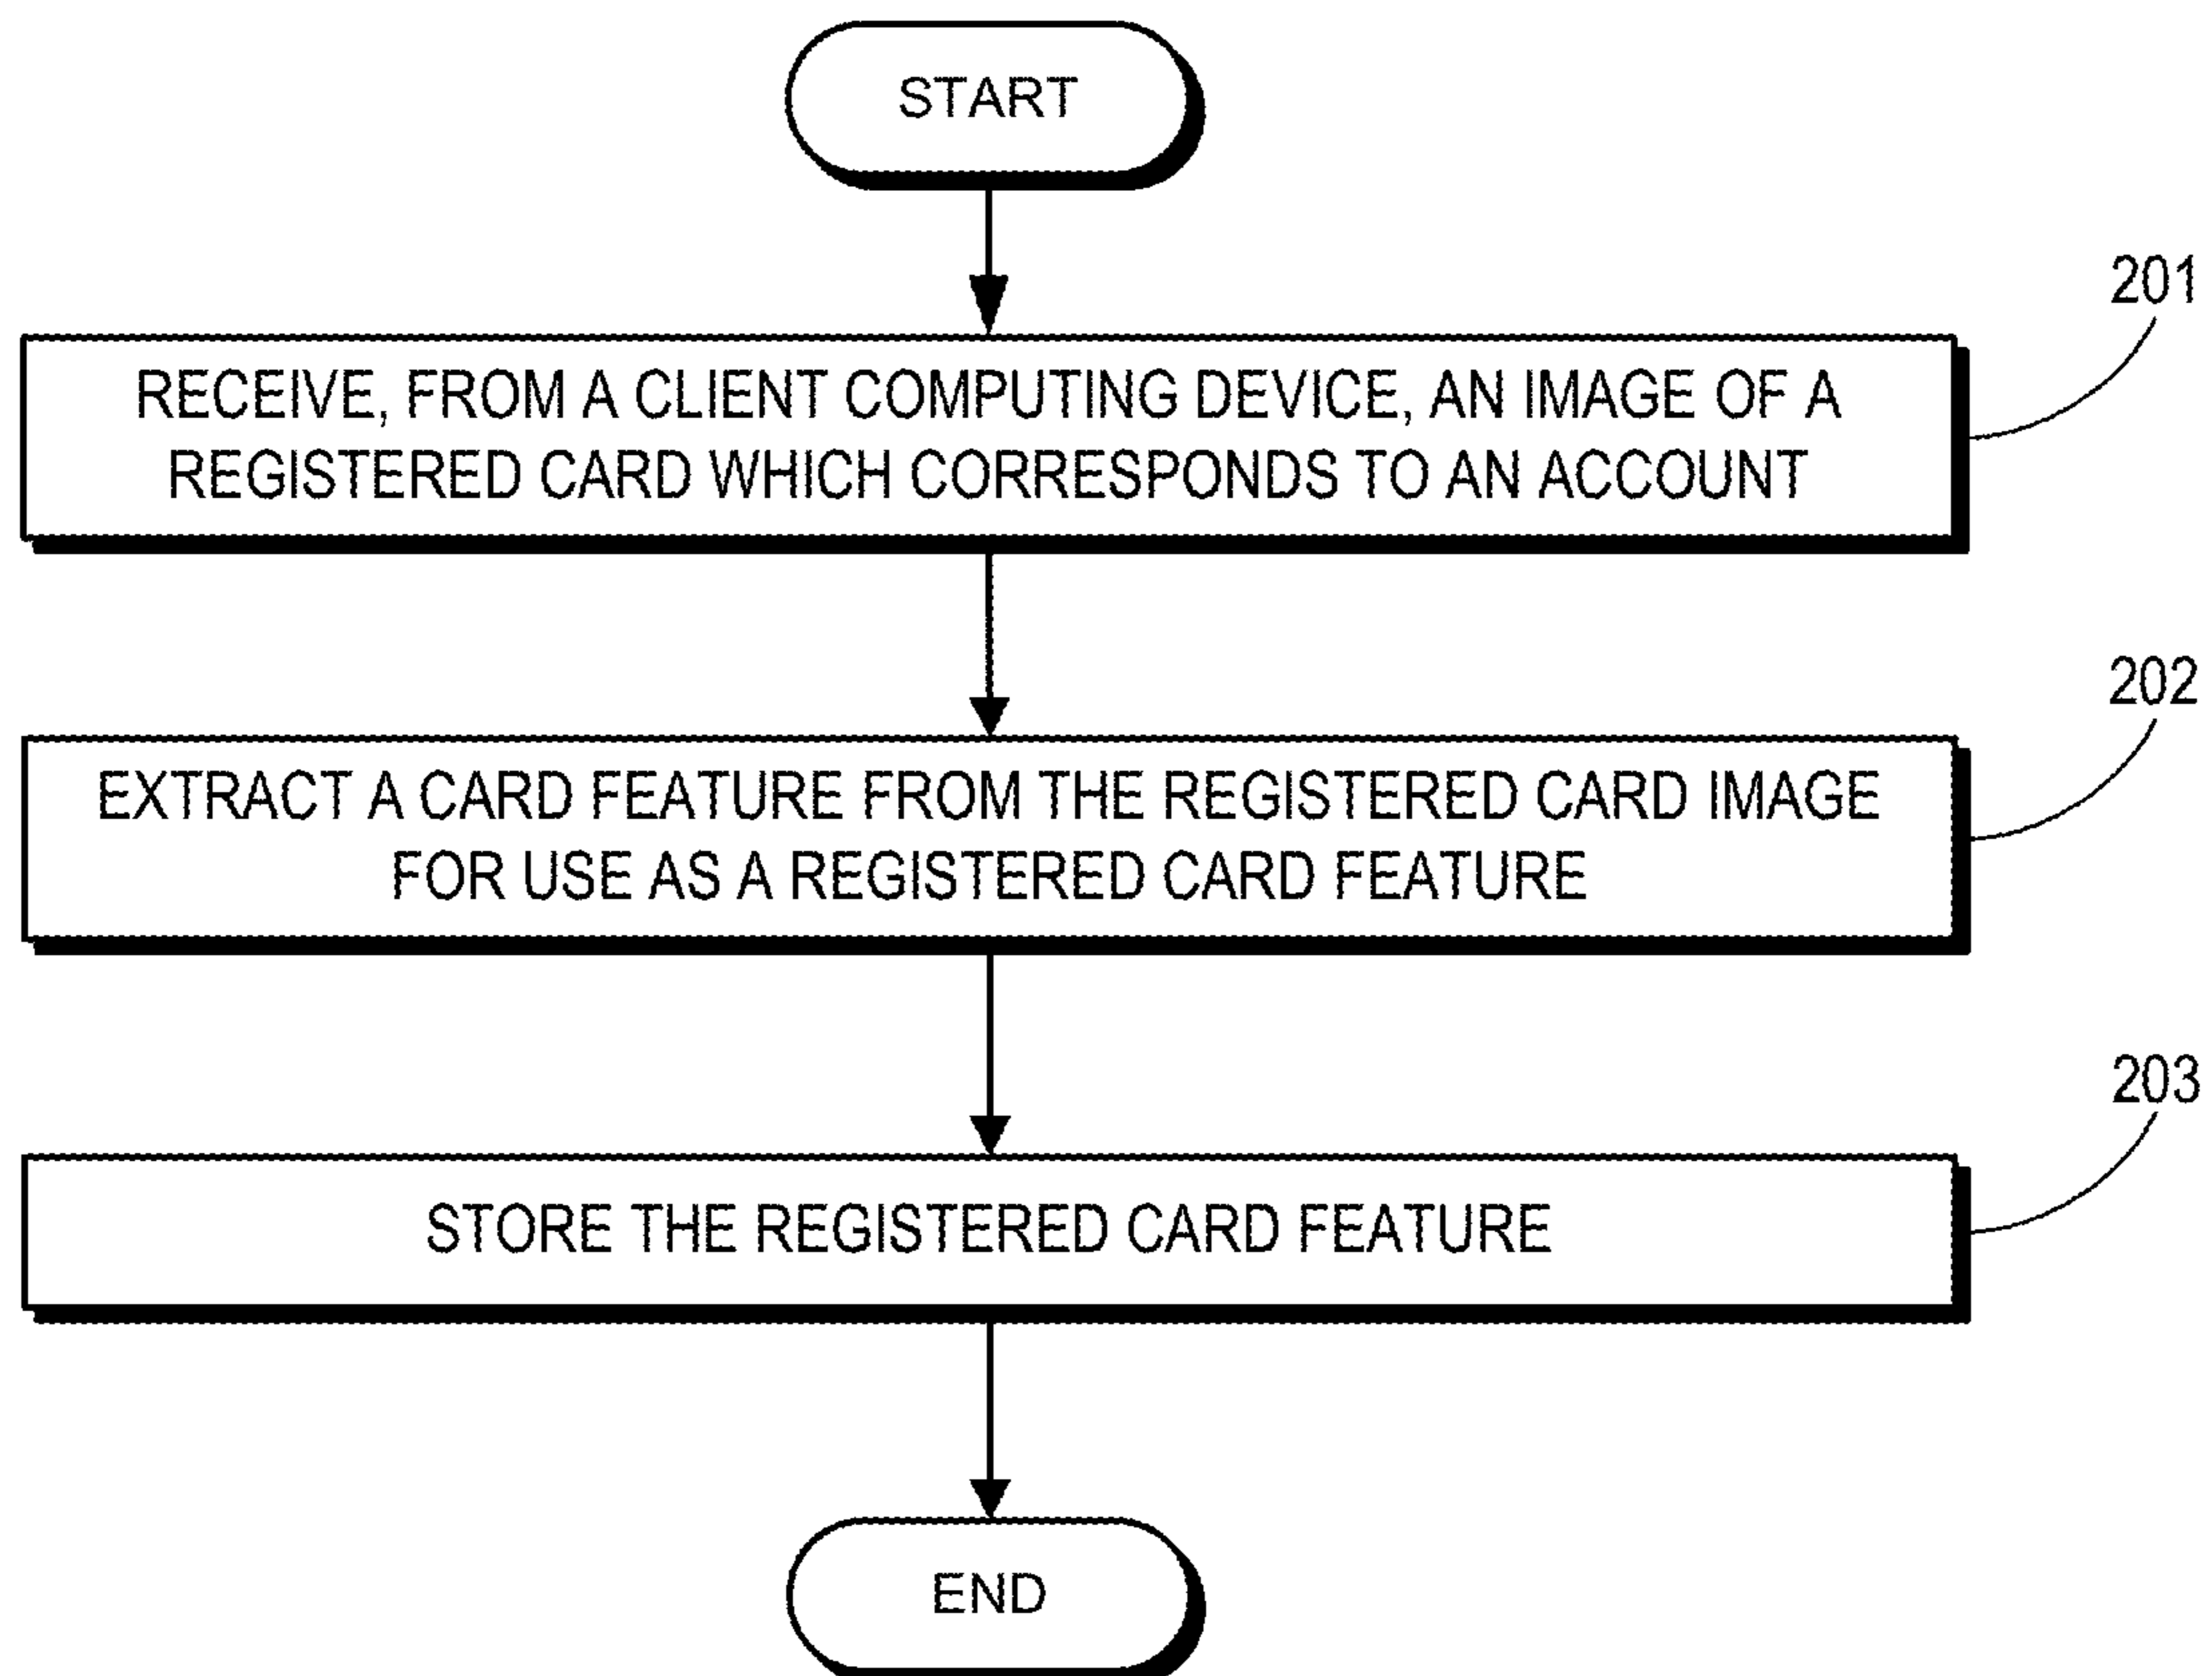 START
201
RECEIVE, FROM A CLIENT COMPUTING DEVICE, AN IMAGE OF A
REGISTERED CARD WHICH CORRESPONDS TO AN ACCOUNT
202
EXTRACT A CARD FEATURE FROM THE REGISTERED CARD IMAGE
FOR USE AS A REGISTERED CARD FEATURE
203
STORE THE REGISTERED CARD FEATURE
END